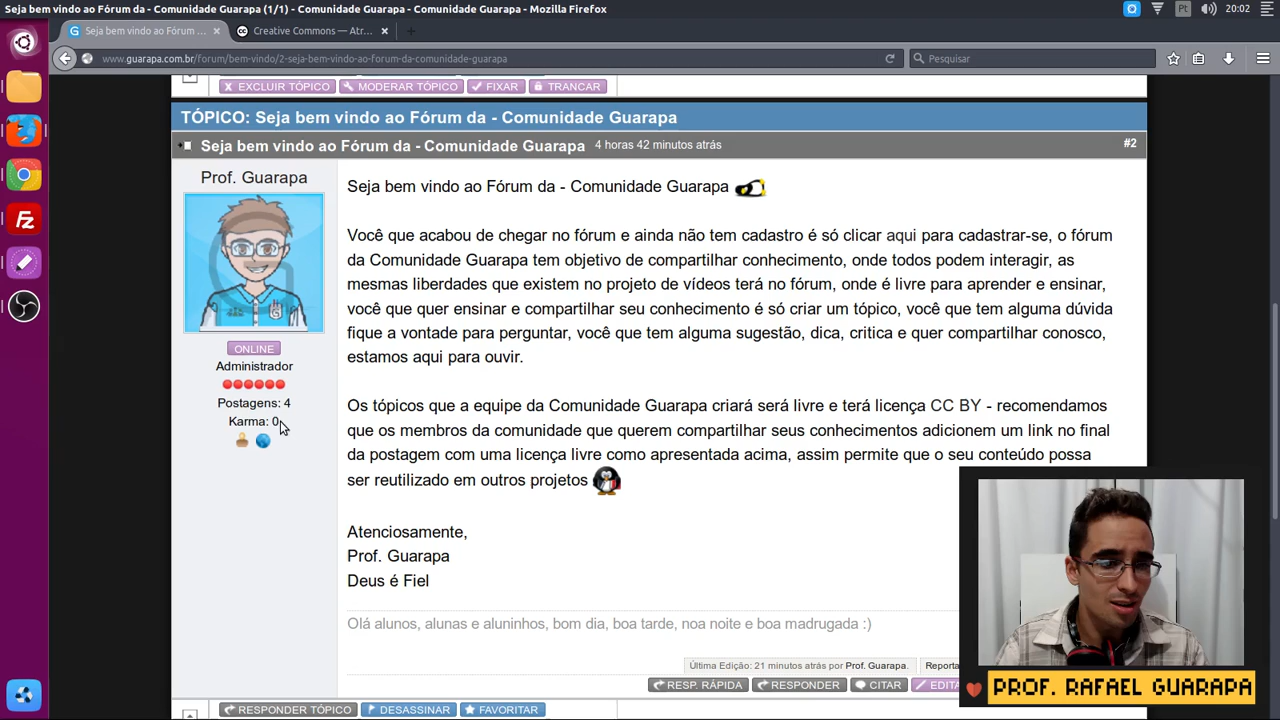 Seja bem vindo ao Fórum da - Comunidade Guarapa (1/1) - Comunidade Guarapa - Comunidade Guarapa - Mozilla Firefox
Pt
20:02
Seja bem vindo ao Fórum ...
Creative Commons — Atr...
www.guarapa.com.br/forum/bem-vindo/2-seja-bem-vindo-ao-forum-da-comunidade-guarapa
Pesquisar
EXCLUIR TÓPICO
MODERAR TÓPICO
FIXAR
TRANCAR
TÓPICO: Seja bem vindo ao Fórum da - Comunidade Guarapa
Seja bem vindo ao Fórum da - Comunidade Guarapa 4 horas 42 minutos atrás
#2
Prof. Guarapa
ONLINE
Administrador
Postagens: 4
Karma: 0
Seja bem vindo ao Fórum da - Comunidade Guarapa
Você que acabou de chegar no fórum e ainda não tem cadastro é só clicar aqui para cadastrar-se, o fórum
da Comunidade Guarapa tem objetivo de compartilhar conhecimento, onde todos podem interagir, as
mesmas liberdades que existem no projeto de vídeos terá no fórum, onde é livre para aprender e ensinar,
você que quer ensinar e compartilhar seu conhecimento é só criar um tópico, você que tem alguma dúvida
fique a vontade para perguntar, você que tem alguma sugestão, dica, critica e quer compartilhar conosco,
estamos aqui para ouvir.
Os tópicos que a equipe da Comunidade Guarapa criará será livre e terá licença CC BY - recomendamos
que os membros da comunidade que querem compartilhar seus conhecimentos adicionem um link no final
da postagem com uma licença livre como apresentada acima, assim permite que o seu conteúdo possa
ser reutilizado em outros projetos
Atenciosamente,
Prof. Guarapa
Deus é Fiel
Olá alunos, alunas e aluninhos, bom dia, boa tarde, noa noite e boa madrugada :)
Última Edição: 21 minutos atrás por Prof. Guarapa.
Reporta
RESP. RÁPIDA
RESPONDER
CITAR
EDITA
PROF. RAFAEL GUARAPA
RESPONDER TÓPICO
DESASSINAR
FAVORITAR